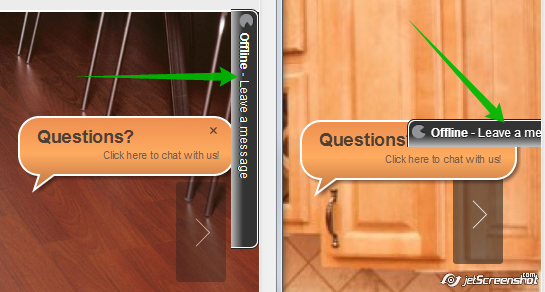 Offline - Leave a message
Questions?
×
Click here to chat with us!
Offline - Leave a me
Questions
Click here to chat with us!
jetScreenshot
.com